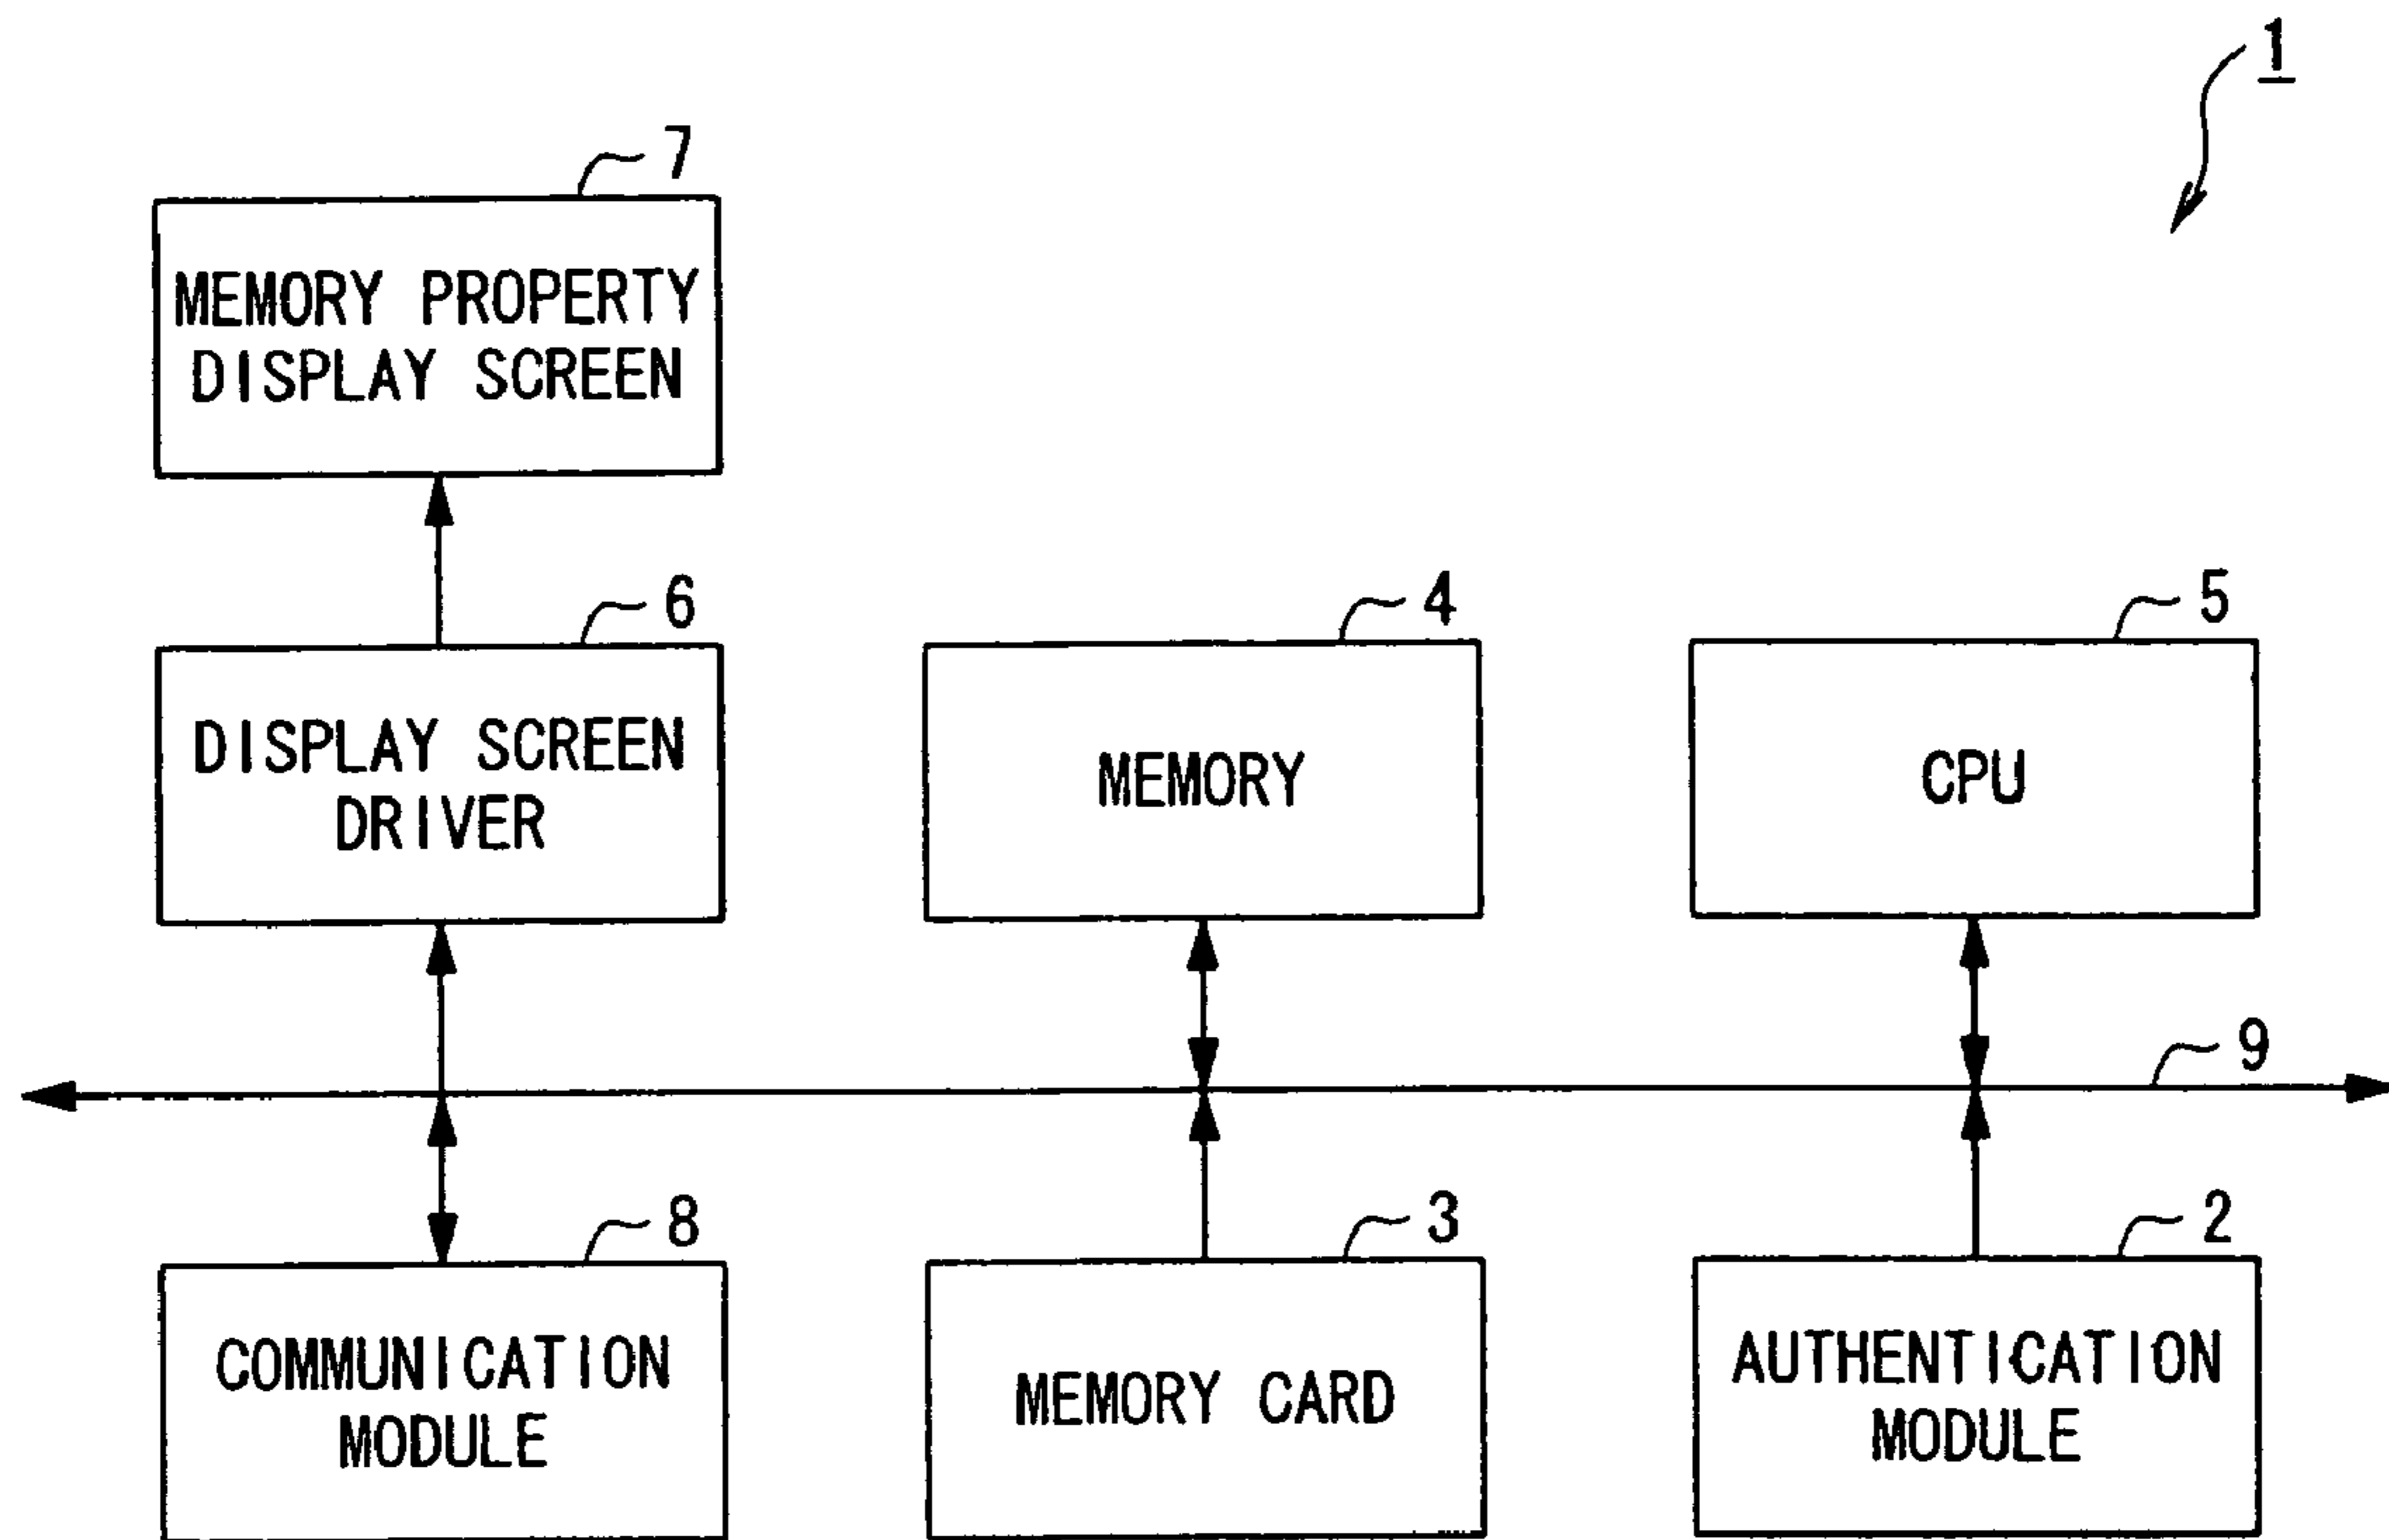 1
7
MEMORY PROPERTY
DISPLAY SCREEN
6
4
5
DISPLAY SCREEN
DRIVER
MEMORY
CPU
9
8
3
2
COMMUNICATION
MODULE
MEMORY CARD
AUTHENTICATION
MODULE